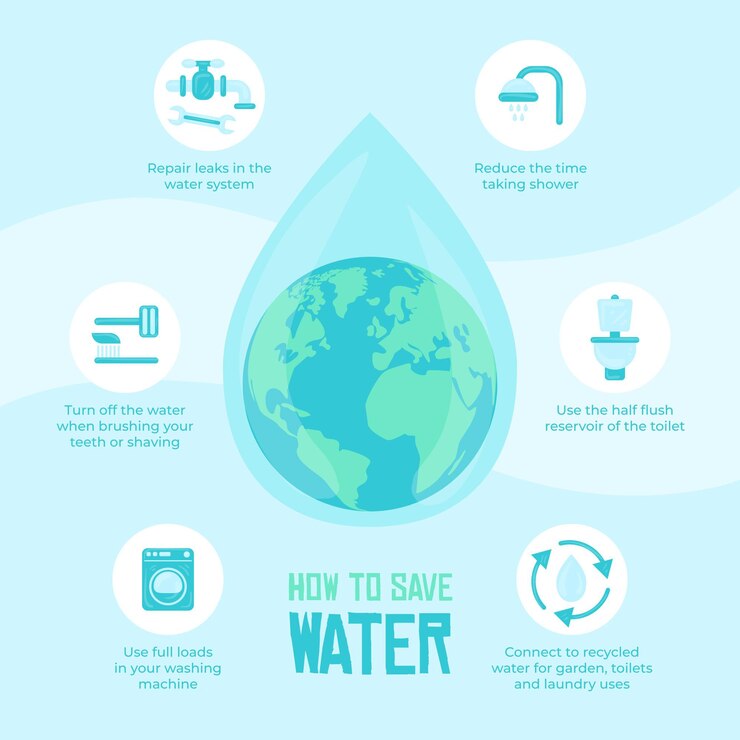 Repair leaks in the
water system
Reduce the time
taking shower
Turn off the water
when brushing your
teeth or shaving
Use the half flush
reservoir of the toilet
Use full loads
in your washing
machine
HOW TO SAVE
WATER
Connect to recycled
water for garden, toilets
and laundry uses